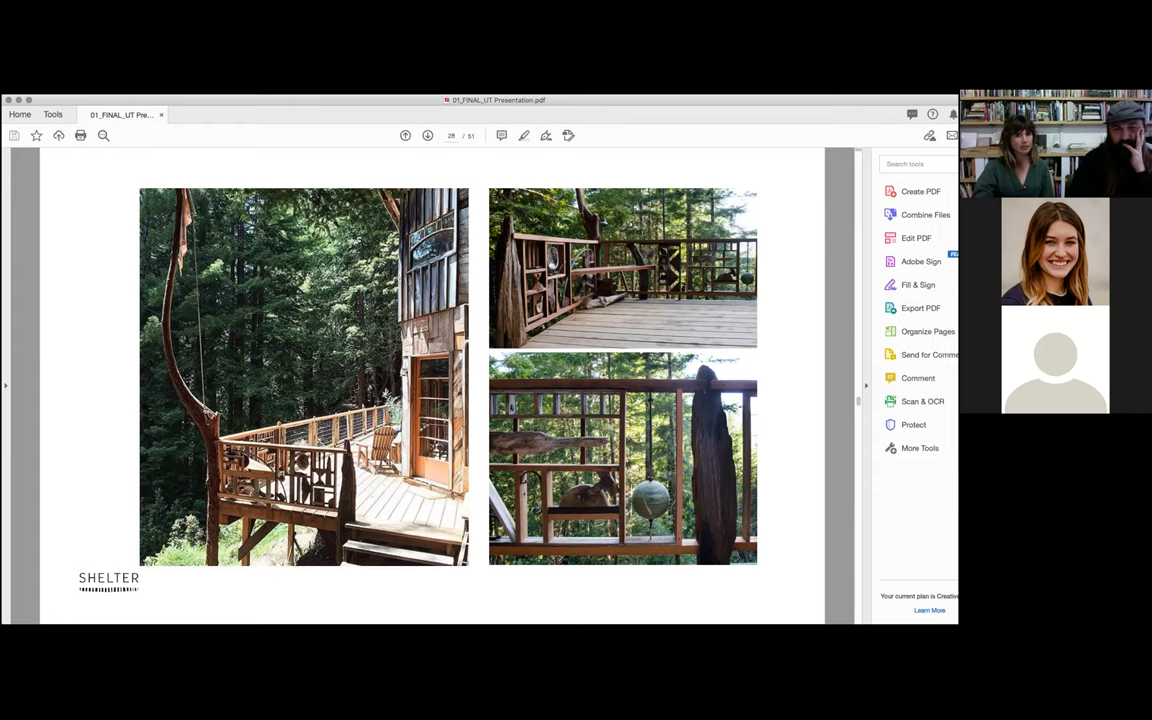 01_FINAL_UT Presentation.pdf
Home Tools 01_FINAL_UT Pre... ×
28 / 51
Search tools
Create PDF
Combine Files
Edit PDF
Adobe Sign
Fill & Sign
Export PDF
Organize Pages
Send for Comme
Comment
Scan & OCR
Protect
More Tools
SHELTER
Your current plan is Creative
Learn More